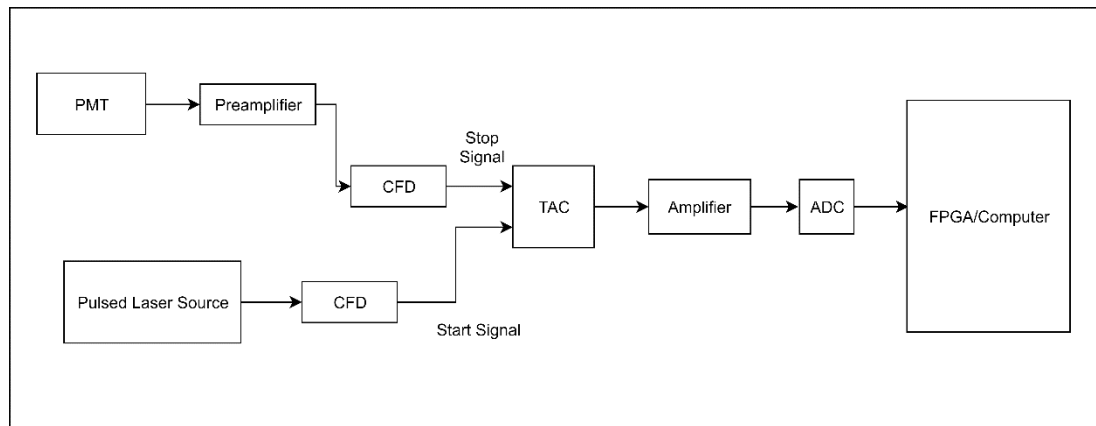 PMT
Preamplifier
Stop
Signal
CFD
TAC
Amplifier
ADC
FPGA/Computer
Pulsed Laser Source
CFD
Start Signal